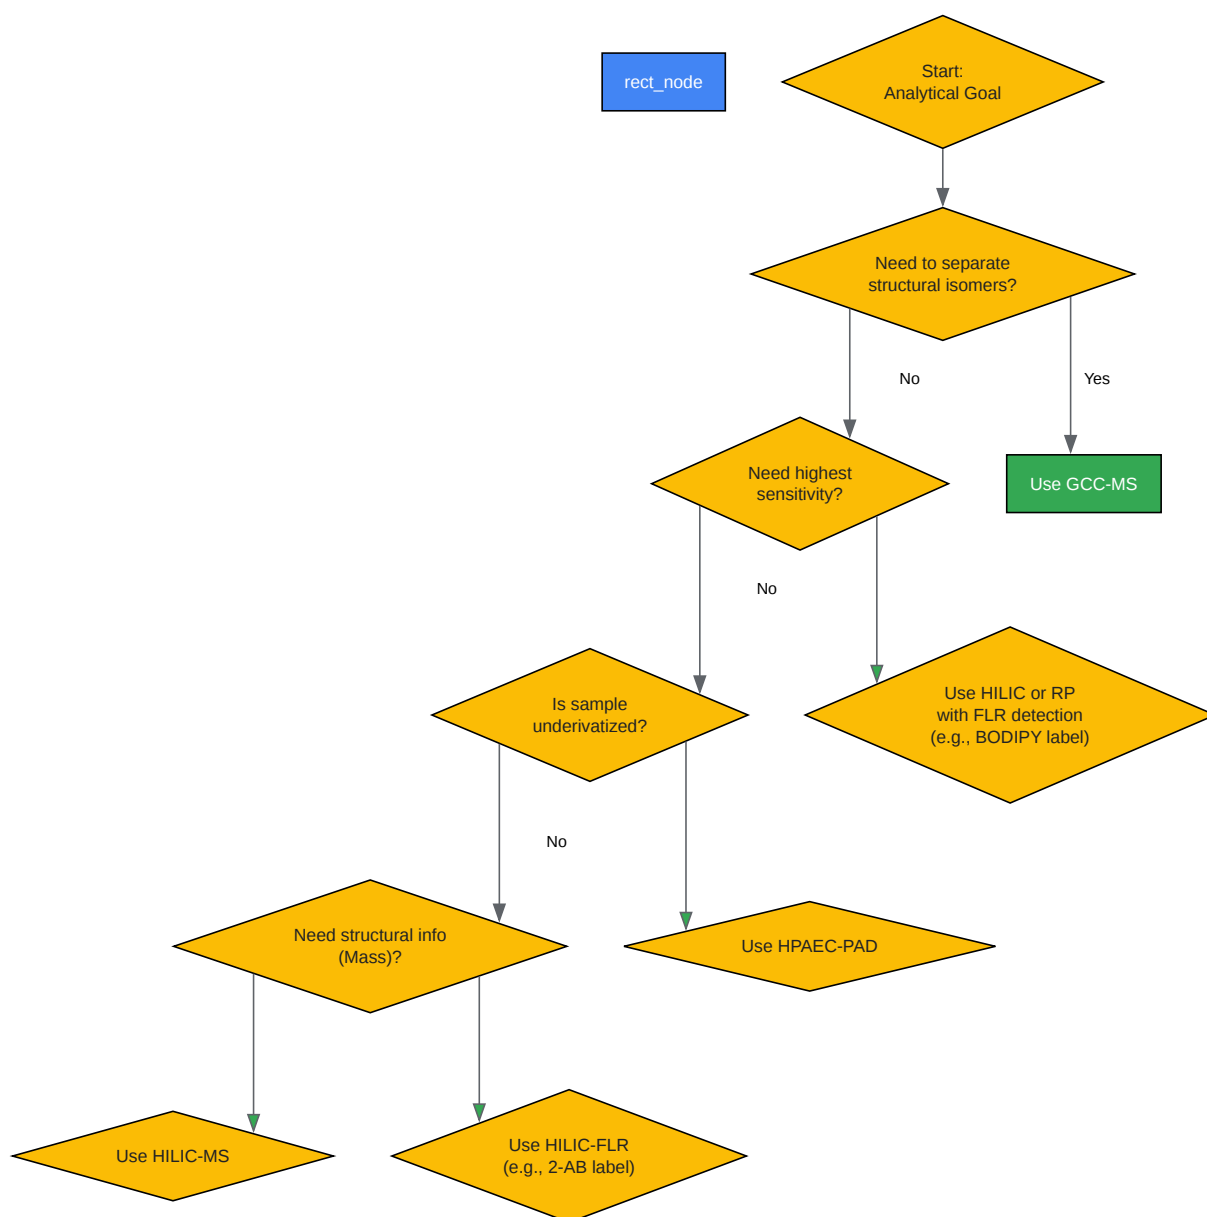 rect_node
Start:
Analytical Goal
Need to separate
structural isomers?
No
Yes
Need highest
sensitivity?
Use GCC-MS
No
Is sample
underivatized?
Use HILIC or RP
with FLR detection
(e.g., BODIPY label)
No
Need structural info
(Mass)?
Use HPAEC-PAD
Use HILIC-MS
Use HILIC-FLR
(e.g., 2-AB label)